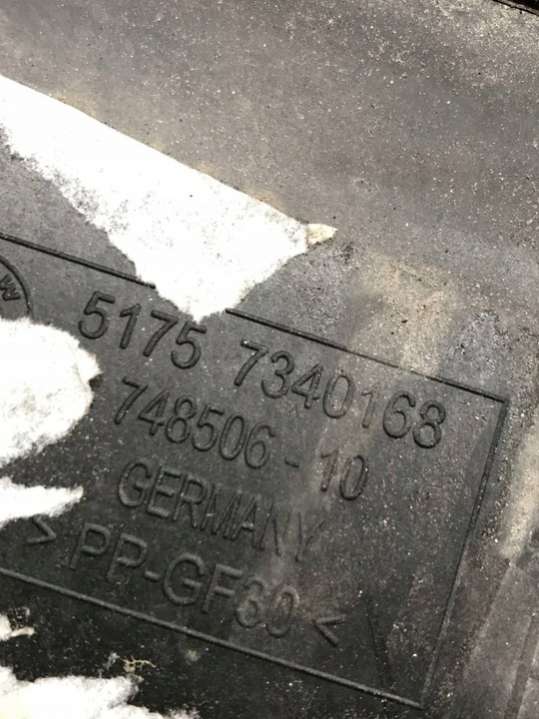 W
5175 7340168
748506-10
GERMANY
> PP-GF30 <